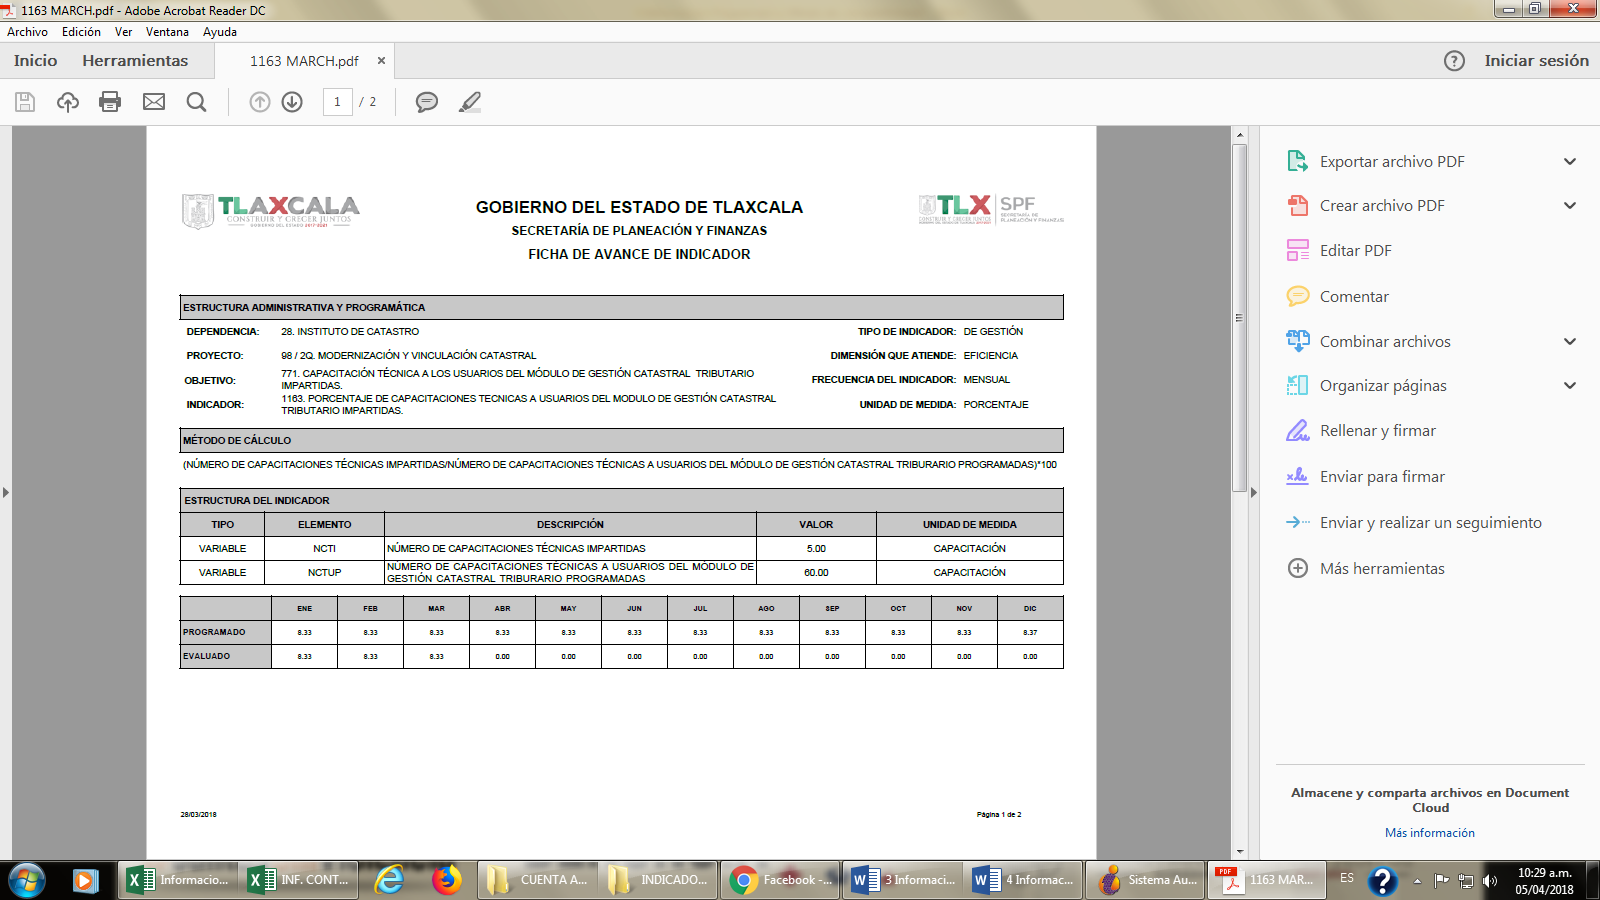 1163 MARCH.pdf - Adobe Acrobat Reader DC
Archivo Edición Ver Ventana Ayuda
Inicio Herramientas 1163 MARCH.pdf × Iniciar sesión
1 / 2
TLAXCALA
CONSTRUIR Y CRECER JUNTOS
GOBIERNO DEL ESTADO 2017-2021
GOBIERNO DEL ESTADO DE TLAXCALA
SECRETARÍA DE PLANEACIÓN Y FINANZAS
FICHA DE AVANCE DE INDICADOR
TLX SPF
SECRETARÍA DE
PLANEACIÓN Y FINANZAS
CONSTRUIR Y CRECER JUNTOS
ESTRUCTURA ADMINISTRATIVA Y PROGRAMÁTICA
DEPENDENCIA: 28. INSTITUTO DE CATASTRO TIPO DE INDICADOR: DE GESTIÓN
PROYECTO: 98 / 2Q. MODERNIZACIÓN Y VINCULACIÓN CATASTRAL DIMENSIÓN QUE ATIENDE: EFICIENCIA
OBJETIVO: 771. CAPACITACIÓN TÉCNICA A LOS USUARIOS DEL MÓDULO DE GESTIÓN CATASTRAL TRIBUTARIO
IMPARTIDAS. FRECUENCIA DEL INDICADOR: MENSUAL
INDICADOR: 1163. PORCENTAJE DE CAPACITACIONES TECNICAS A USUARIOS DEL MODULO DE GESTIÓN CATASTRAL
TRIBUTARIO IMPARTIDAS. UNIDAD DE MEDIDA: PORCENTAJE
MÉTODO DE CÁLCULO
(NÚMERO DE CAPACITACIONES TÉCNICAS IMPARTIDAS/NÚMERO DE CAPACITACIONES TÉCNICAS A USUARIOS DEL MÓDULO DE GESTIÓN CATASTRAL TRIBURARIO PROGRAMADAS)*100
ESTRUCTURA DEL INDICADOR
TIPO ELEMENTO DESCRIPCIÓN VALOR UNIDAD DE MEDIDA
VARIABLE NCTI NÚMERO DE CAPACITACIONES TÉCNICAS IMPARTIDAS 5.00 CAPACITACIÓN
VARIABLE NCTUP NÚMERO DE CAPACITACIONES TÉCNICAS A USUARIOS DEL MÓDULO DE
GESTIÓN CATASTRAL TRIBURARIO PROGRAMADAS 60.00 CAPACITACIÓN
ENE FEB MAR ABR MAY JUN JUL AGO SEP OCT NOV DIC
PROGRAMADO 8.33 8.33 8.33 8.33 8.33 8.33 8.33 8.33 8.33 8.33 8.33 8.37
EVALUADO 8.33 8.33 8.33 0.00 0.00 0.00 0.00 0.00 0.00 0.00 0.00 0.00
28/03/2018 Página 1 de 2
Exportar archivo PDF
Crear archivo PDF
Editar PDF
Comentar
Combinar archivos
Organizar páginas
Rellenar y firmar
Enviar para firmar
Enviar y realizar un seguimiento
Más herramientas
Almacene y comparta archivos en Document
Cloud
Más información
Informacio... INF. CONT... CUENTA A... INDICADO... Facebook -... 3 Informaci... 4 Informac... Sistema Au... 1163 MAR... ES 10:29 a.m.
05/04/2018